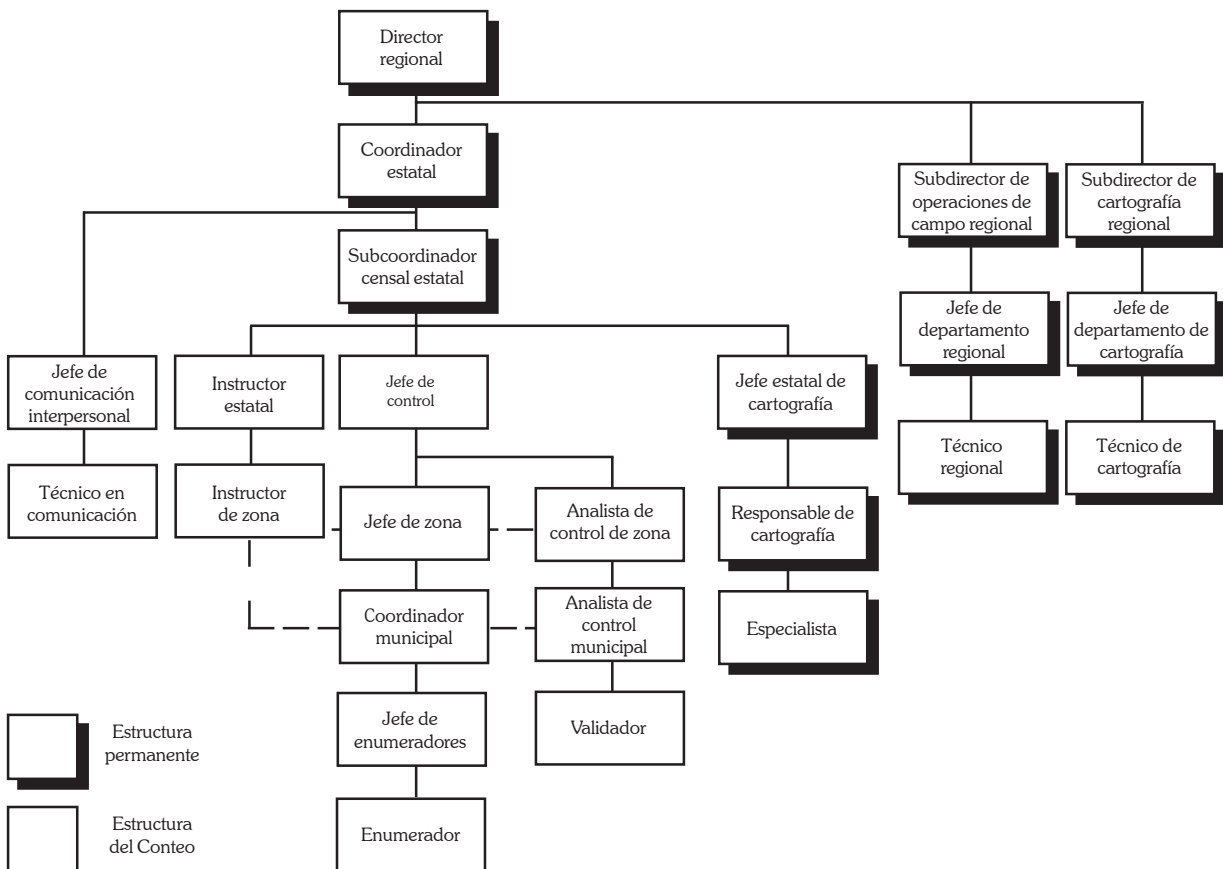 Director
regional
Coordinador
estatal
Subdirector de
operaciones de
campo regional
Subdirector de
cartografía
regional
Subcoordinador
censal estatal
Jefe de
departamento
regional
Jefe de
departamento de
cartografía
Jefe de
comunicación
interpersonal
Instructor
estatal
Jefe de
control
Jefe estatal de
cartografía
Técnico
regional
Técnico de
cartografía
Técnico en
comunicación
Instructor
de zona
Jefe de zona
Analista de
control de zona
Responsable de
cartografía
Coordinador
municipal
Analista de
control
municipal
Especialista
Jefe de
enumeradores
Validador
Enumerador
Estructura
permanente
Estructura
del Conteo